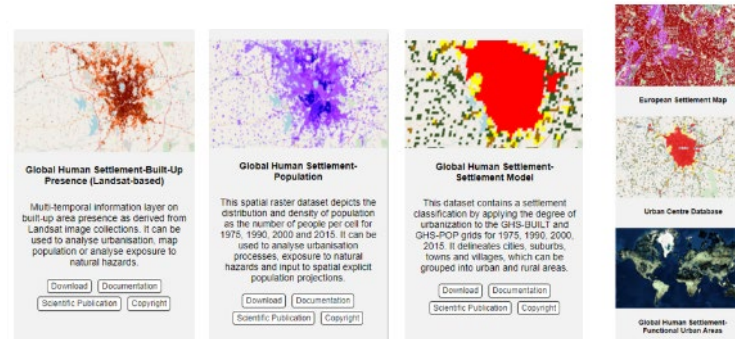 Global Human Settlement-Built-Up
Presence (Landsat-based)
Multi-temporal information layer on
built-up area presence as derived from
Landsat image collections. It can be
used to analyse urbanisation, map
population or analyse exposure to
natural hazards.
Download Documentation
Scientific Publication Copyright
Global Human Settlement-
Population
This spatial raster dataset depicts the
distribution and density of population
as the number of people per cell for
1975, 1990, 2000 and 2015. It can be
used to analyse urbanisation
processes, exposure to natural
hazards and input to spatial explicit
population projections.
Download Documentation
Scientific Publication Copyright
Global Human Settlement-
Settlement Model
This dataset contains a settlement
classification by applying the degree of
urbanization to the GHS-BUILT and
GHS-POP grids for 1975, 1990, 2000,
2015. It delineates cities, suburbs,
towns and villages, which can be
grouped into urban and rural areas.
Download Documentation
Scientific Publication Copyright
European Settlement Map
Urban Centre Database
Global Human Settlement-
Functional Urban Areas